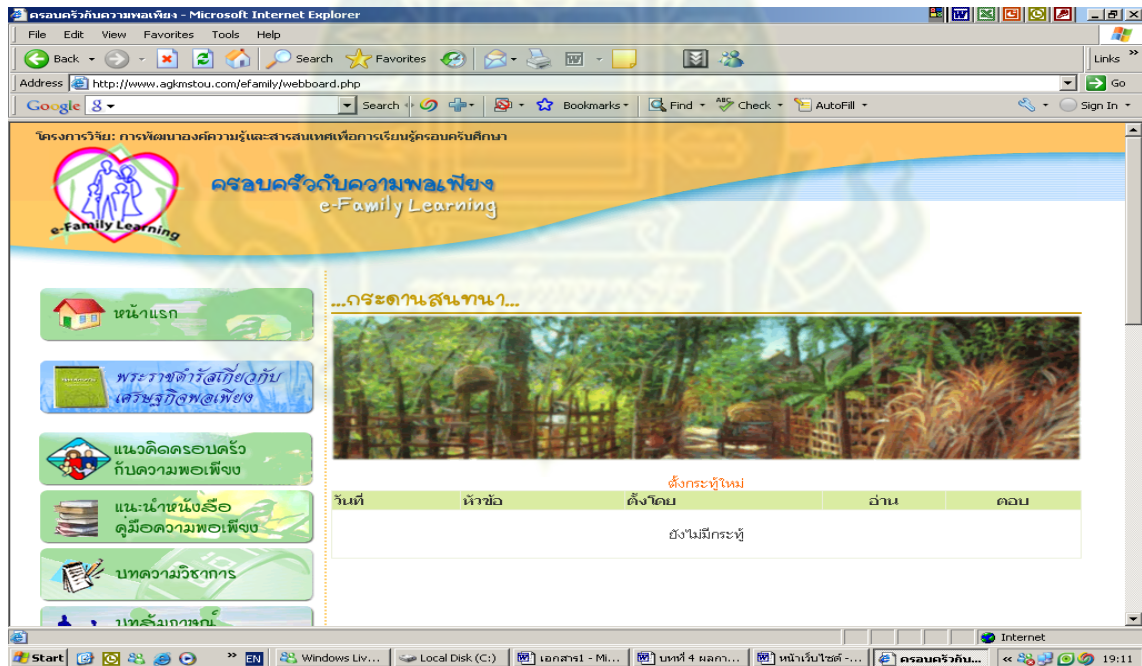 ครอบครัวกับความพอเพียง - Microsoft Internet Explorer
File Edit View Favorites Tools Help
Back Search Favorites Links
Address http://www.agkmstou.com/efamily/webboard.php Go
Google Search Bookmarks Find Check AutoFill Sign In
โครงการวิจัย: การพัฒนาองค์ความรู้และสารสนเทศเพื่อการเรียนรู้ครอบครับศึกษา
ครอบครัวกับความพอเพียง
e-Family Learning
e-Family Learning
...กระดานสนทนา...
หน้าแรก
พระราชดำรัสเกี่ยวกับ
เศรษฐกิจพอเพียง
แนวคิดครอบครัว
กับความพอเพียง
แนะนำหนังสือ
คู่มือความพอเพียง
บทความวิชาการ
บทสัมภาษณ์
ตั้งกระทู้ใหม่
วันที่ หัวข้อ ตั้งโดย อ่าน ตอบ
ยังไม่มีกระทู้
Internet
Start EN Windows Liv... Local Disk (C:) เอกสาร1 - Mi... บทที่ 4 ผลกา... หน้าเว็บไซต์ -... ครอบครัวกับ... 19:11